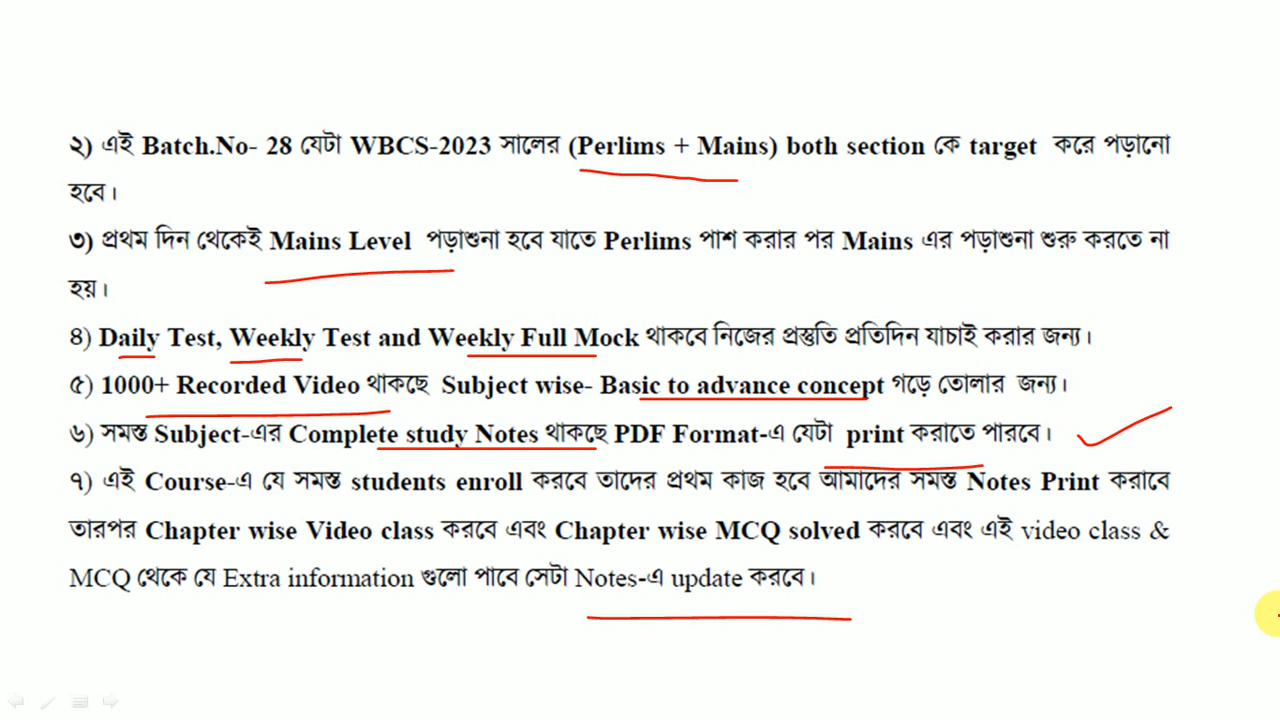 ২) এই Batch.No- 28 যেটা WBCS-2023 সালের (Perlims + Mains) both section কে target করে পড়ানো
হবে।
৩) প্রথম দিন থেকেই Mains Level পড়াশুনা হবে যাতে Perlims পাশ করার পর Mains এর পড়াশুনা শুরু করতে না
হয়।
৪) Daily Test, Weekly Test and Weekly Full Mock থাকবে নিজের প্রস্তুতি প্রতিদিন যাচাই করার জন্য।
৫) 1000+ Recorded Video থাকছে Subject wise- Basic to advance concept গড়ে তোলার জন্য।
৬) সমস্ত Subject-এর Complete study Notes থাকছে PDF Format-এ যেটা print করাতে পারবে।
৭) এই Course-এ যে সমস্ত students enroll করবে তাদের প্রথম কাজ হবে আমাদের সমস্ত Notes Print করাবে
তারপর Chapter wise Video class করবে এবং Chapter wise MCQ solved করবে এবং এই video class &
MCQ থেকে যে Extra information গুলো পাবে সেটা Notes-এ update করবে।